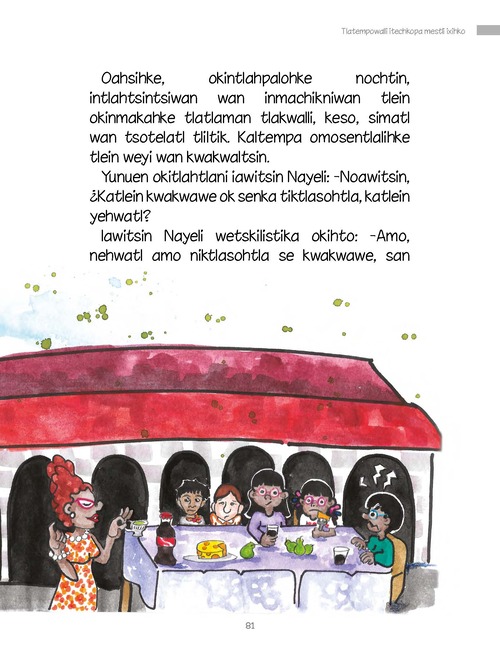 Tlatempowalli itechkopa mestli ixihko
Oahsihke, okintlahpalohke nochtin,
intlahtsintsiwan wan inmachikniwan tlein
okinmakahke tlatlaman tlakwalli, keso, simatl
wan tsotelatl tliltik. Kaltempa omosentlalihke
tlein weyi wan kwakwaltsin.
Yunuen okitlahtlani iawitsin Nayeli: -Noawitsin,
¿Katlein kwakwawe ok senka tiktlasohtla, katlein
yehwatl?
Iawitsin Nayeli wetskilistika okihto: -Amo,
nehwatl amo niktlasohtla se kwakwawe, san
81